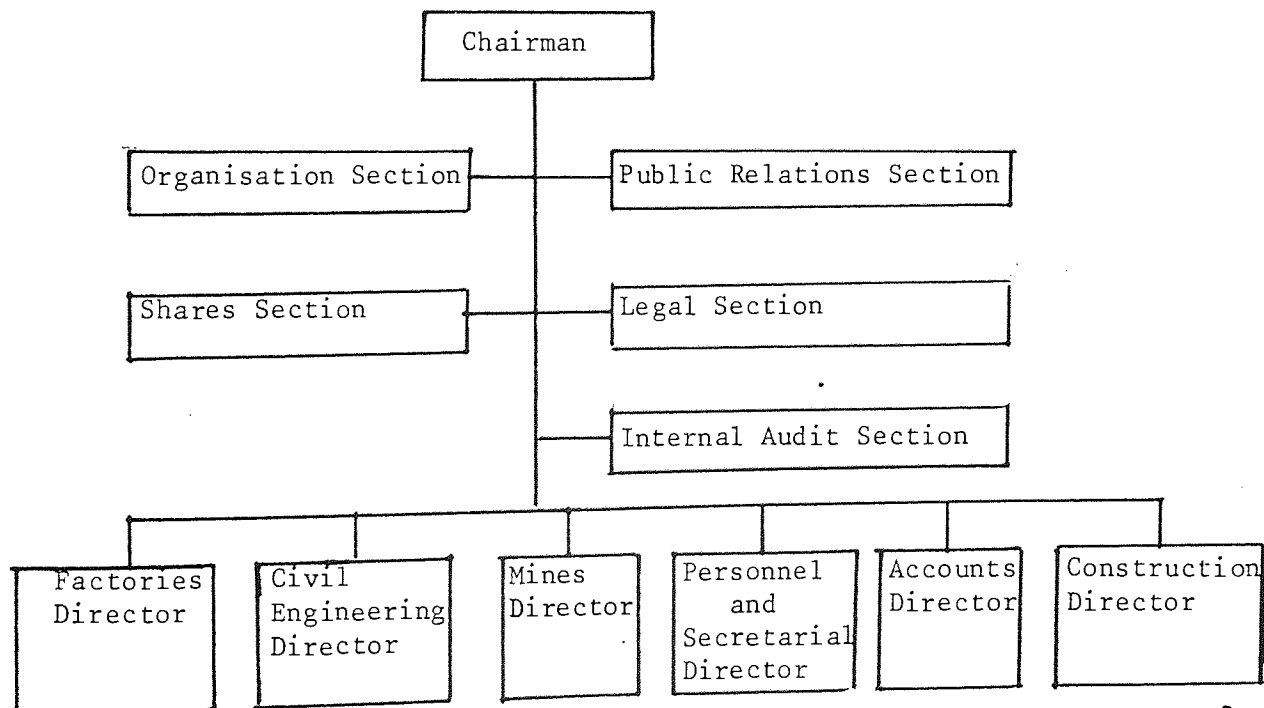 Chairman
Organisation Section
Public Relations Section
Shares Section
Legal Section
Internal Audit Section
Factories
Director
Civil
Engineering
Director
Mines
Director
Personnel
and
Secretarial
Director
Accounts
Director
Construction
Director